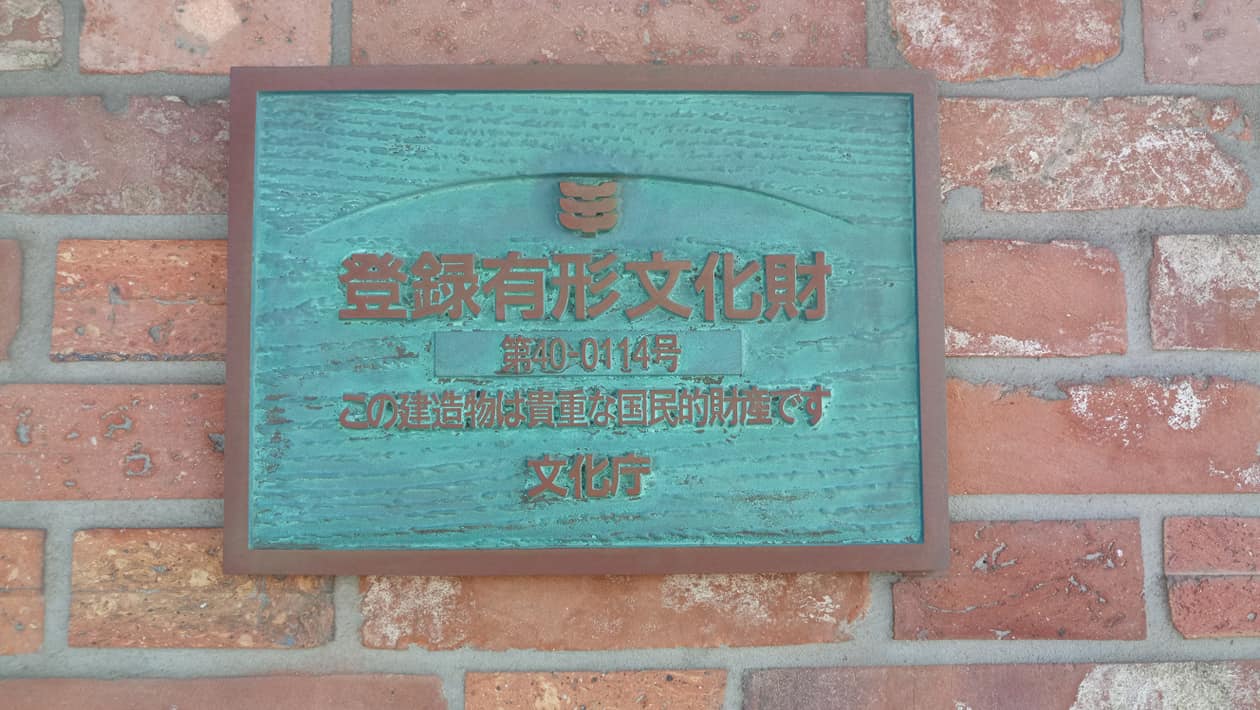 登録有形文化財
第40-0114号
この建造物は貴重な国民的財産です
文化庁